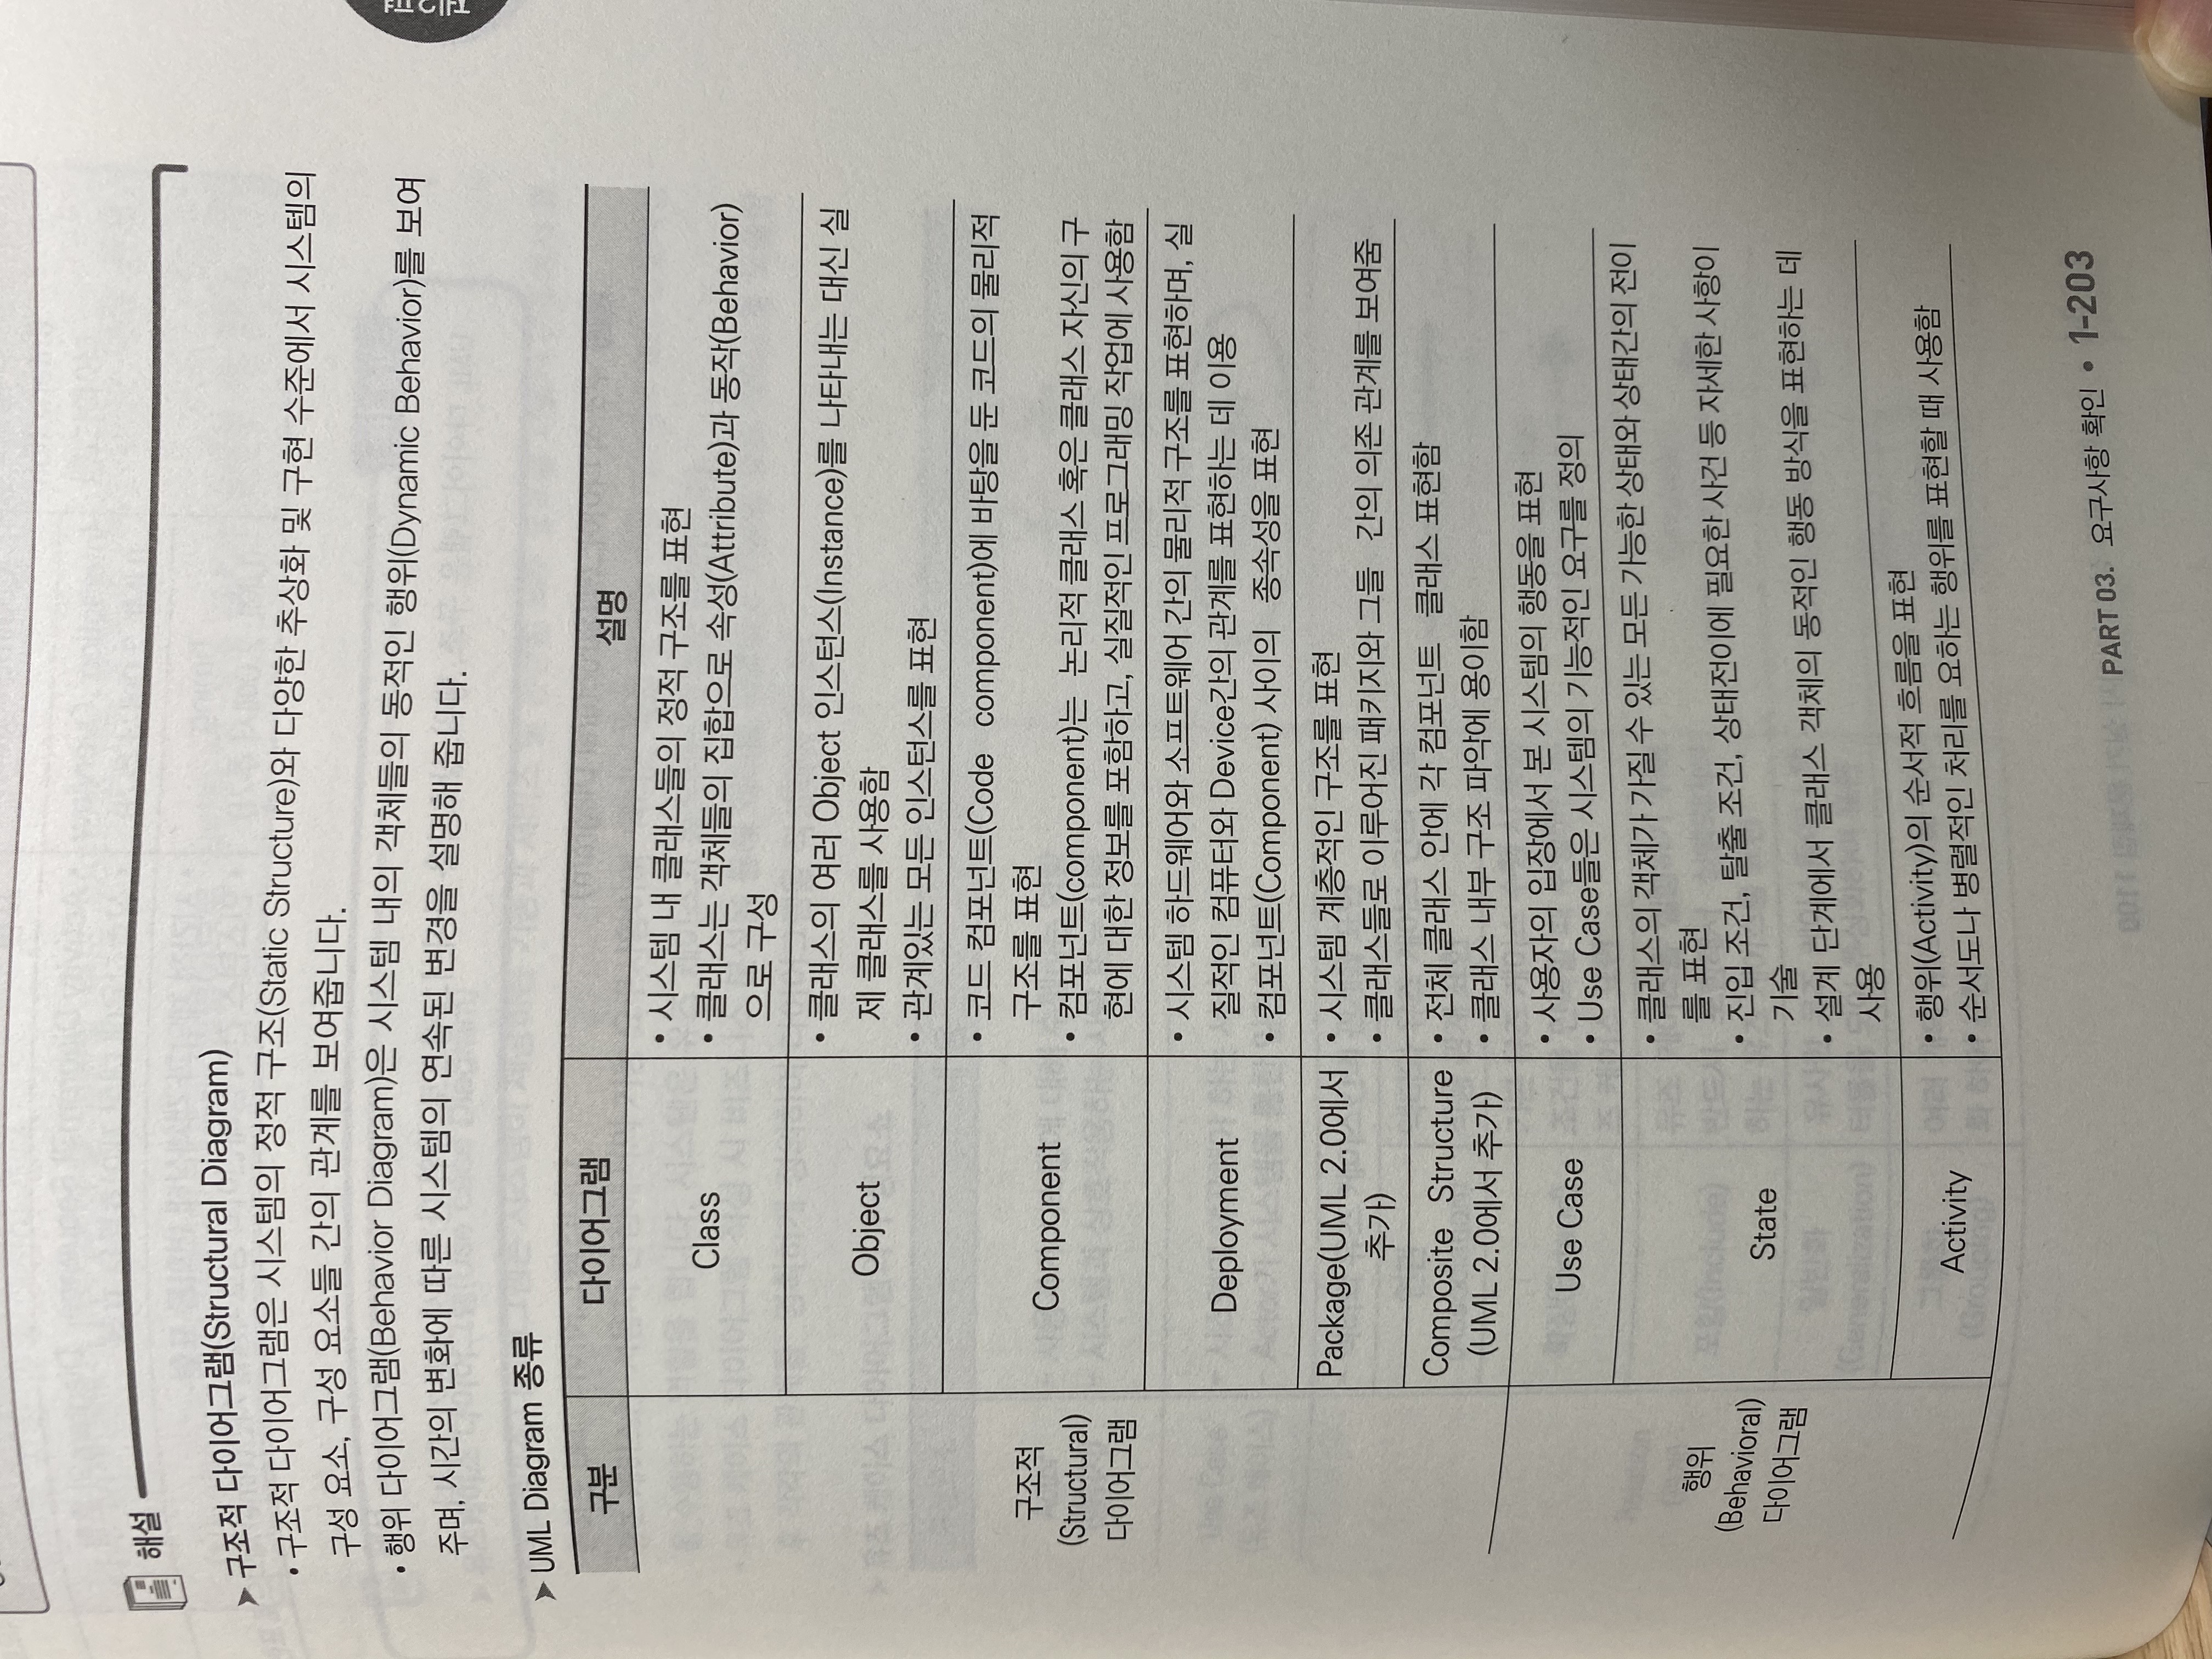 해설
➤ 구조적 다이어그램(Structural Diagram)
• 구조적 다이어그램은 시스템의 정적 구조(Static Structure)와 다양한 추상화 및 구현 수준에서 시스템의
구성 요소, 구성 요소들 간의 관계를 보여줍니다.
• 행위 다이어그램(Behavior Diagram)은 시스템 내의 객체들의 동적인 행위(Dynamic Behavior)를 보여
주며, 시간의 변화에 따른 시스템의 연속된 변경을 설명해 줍니다.
➤ UML Diagram 종류
구분 다이어그램 설명
구조적
(Structural)
다이어그램
Class
• 시스템 내 클래스들의 정적 구조를 표현
• 클래스는 객체들의 집합으로 속성(Attribute)과 동작(Behavior)
으로 구성
Object
• 클래스의 여러 Object 인스턴스(Instance)를 나타내는 대신 실
제 클래스를 사용함
• 관계있는 모든 인스턴스를 표현
Component
• 코드 컴포넌트(Code component)에 바탕을 둔 코드의 물리적
구조를 표현
• 컴포넌트(component)는 논리적 클래스 혹은 클래스 자신의 구
현에 대한 정보를 포함하고, 실질적인 프로그래밍 작업에 사용함
Deployment
• 시스템 하드웨어와 소프트웨어 간의 물리적 구조를 표현하며, 실
질적인 컴퓨터와 Device간의 관계를 표현하는 데 이용
• 컴포넌트(Component) 사이의 종속성을 표현
Package(UML 2.0에서
추가)
• 시스템 계층적인 구조를 표현
• 클래스들로 이루어진 패키지와 그들 간의 의존 관계를 보여줌
Composite Structure
(UML 2.0에서 추가)
• 전체 클래스 안에 각 컴포넌트 클래스 표현함
• 클래스 내부 구조 파악에 용이함
행위
(Behavioral)
다이어그램
Use Case
• 사용자의 입장에서 본 시스템의 행동을 표현
• Use Case들은 시스템의 기능적인 요구를 정의
State
• 클래스의 객체가 가질 수 있는 모든 가능한 상태와 상태간의 전이
를 표현
• 진입 조건, 탈출 조건, 상태전이에 필요한 사건 등 자세한 사항이
기술
• 설계 단계에서 클래스 객체의 동적인 행동 방식을 표현하는 데
사용
Activity
• 행위(Activity)의 순서적 흐름을 표현
• 순서도나 병렬적인 처리를 요하는 행위를 표현할 때 사용함
PART 03. 요구사항 확인 • 1-203